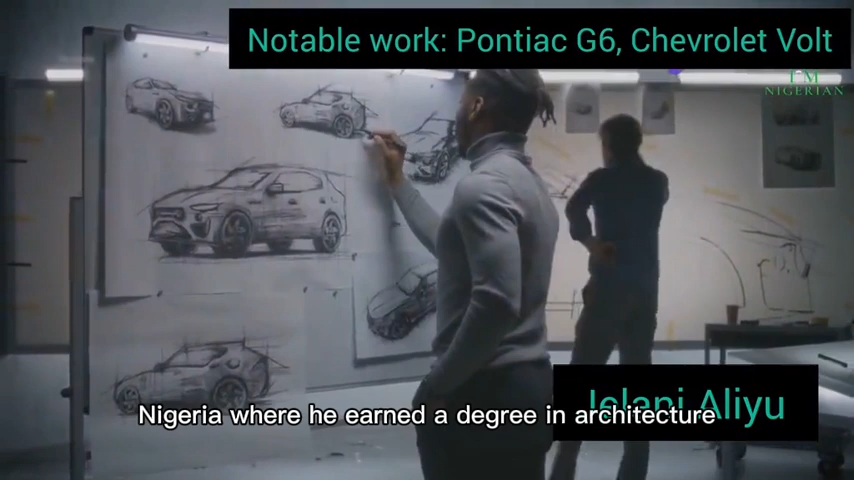 Notable work: Pontiac G6, Chevrolet Volt
I'M
NIGERIAN
Jelani Aliyu
Nigeria where he earned a degree in architecture